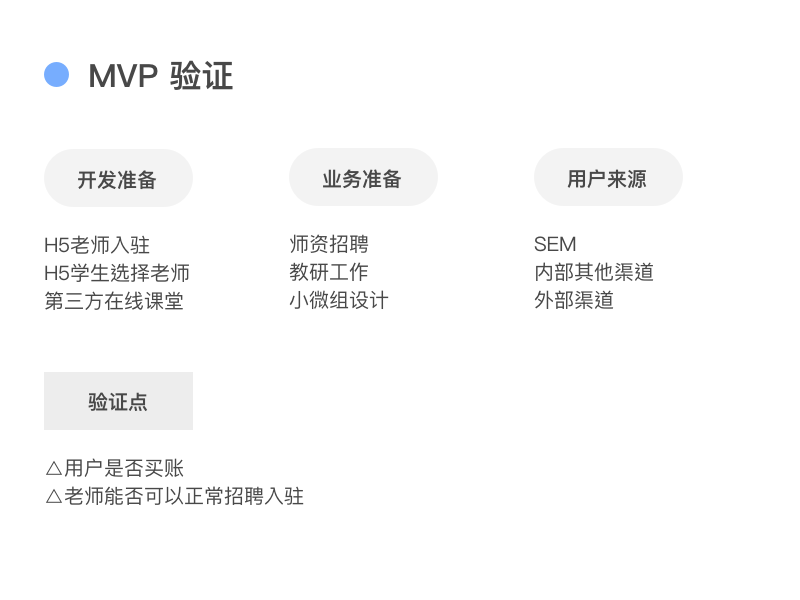 MVP 验证
开发准备
H5老师入驻
H5学生选择老师
第三方在线课堂
业务准备
师资招聘
教研工作
小微组设计
用户来源
SEM
内部其他渠道
外部渠道
验证点
△用户是否买账
△老师能否可以正常招聘入驻